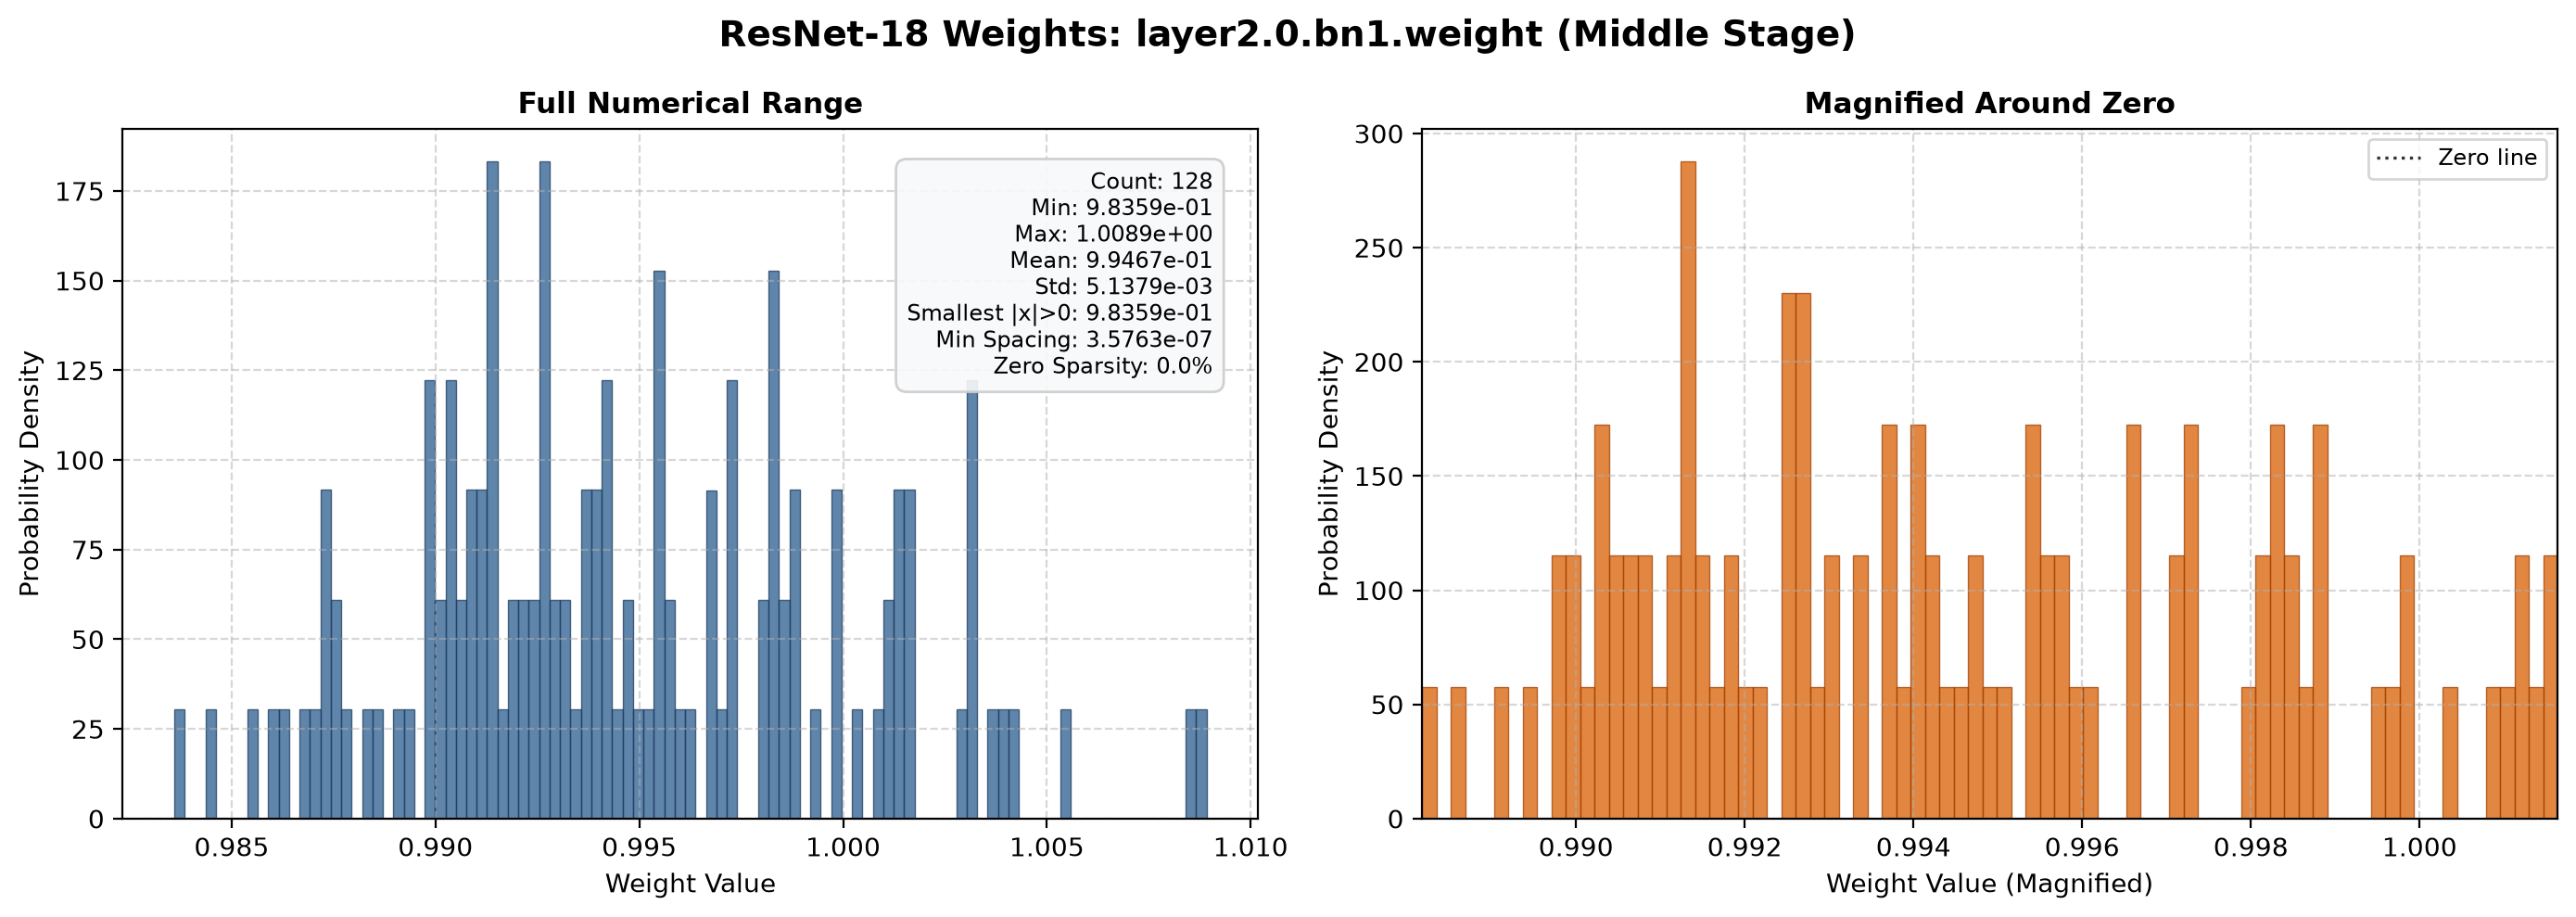 ResNet-18 Weights: layer2.0.bn1.weight (Middle Stage)
Full Numerical Range
Probability Density
175
150
125
100
75
50
25
0
Count: 128
Min: 9.8359e-01
Max: 1.0089e+00
Mean: 9.9467e-01
Std: 5.1379e-03
Smallest |x|>0: 9.8359e-01
Min Spacing: 3.5763e-07
Zero Sparsity: 0.0%
0.985 0.990 0.995 1.000 1.005 1.010
Weight Value
Magnified Around Zero
Probability Density
300
250
200
150
100
50
0
Zero line
0.990 0.992 0.994 0.996 0.998 1.000
Weight Value (Magnified)